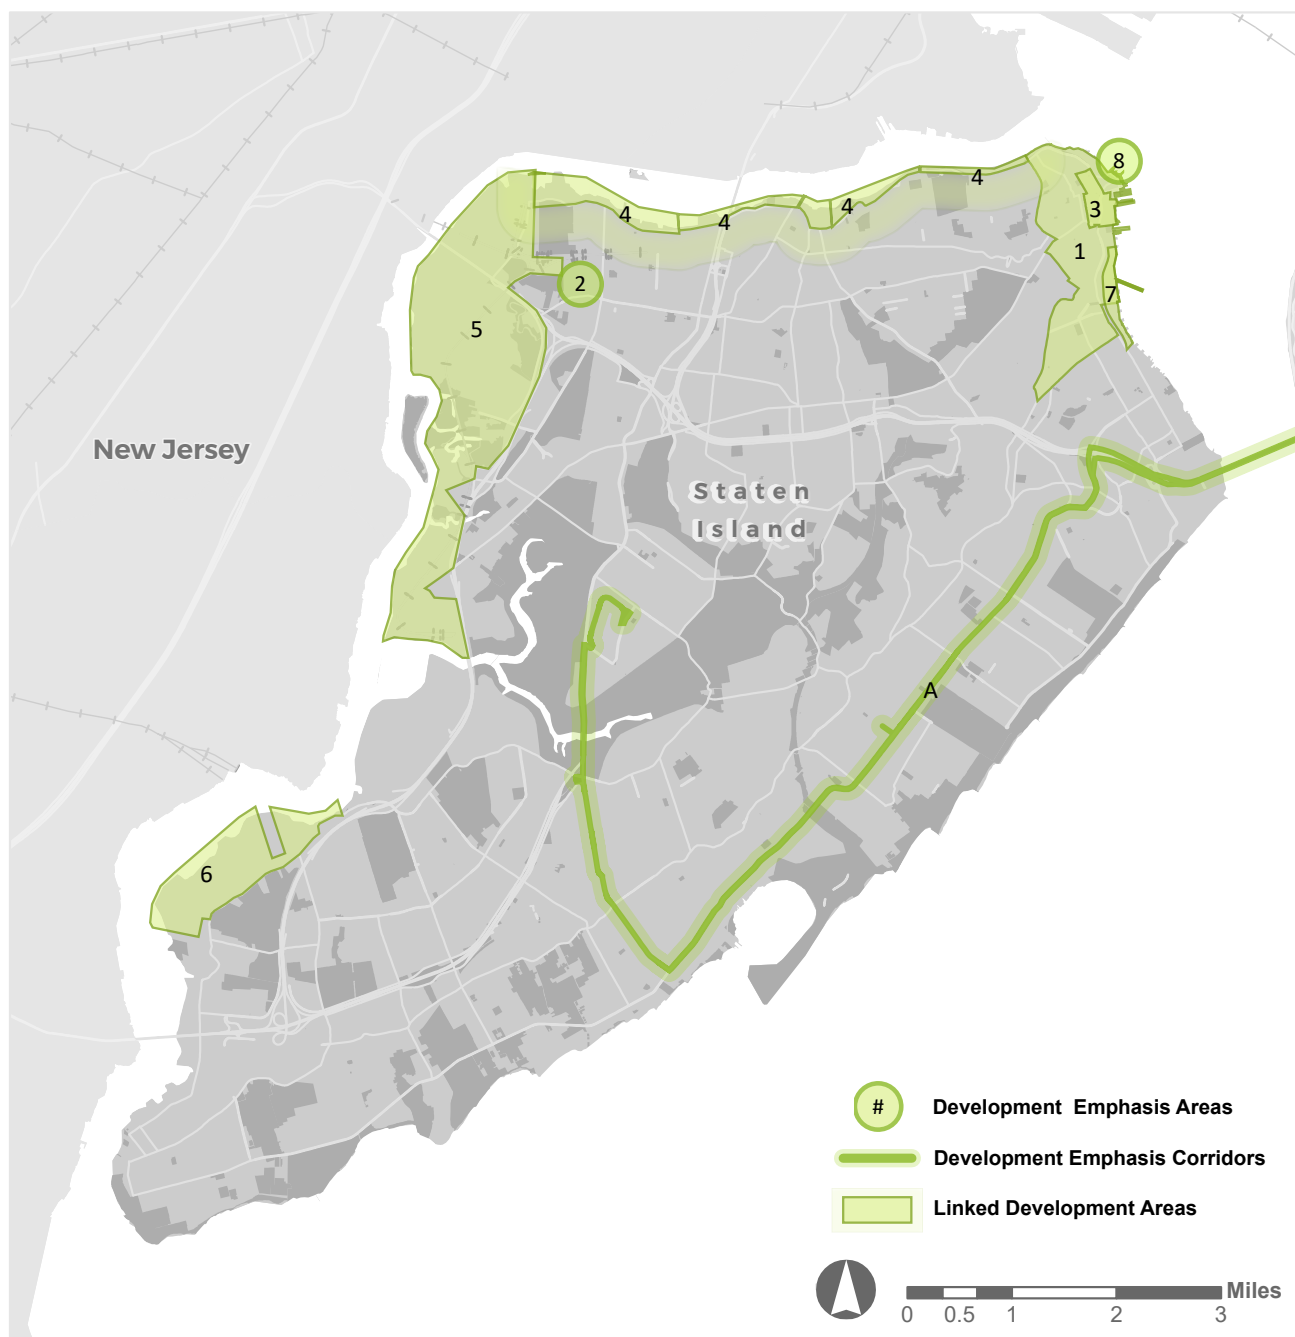 8
4
4
4
4
3
1
2
7
5
New Jersey
Staten
Island
A
6
# Development Emphasis Areas
Development Emphasis Corridors
Linked Development Areas
Miles
0 0.5 1 2 3